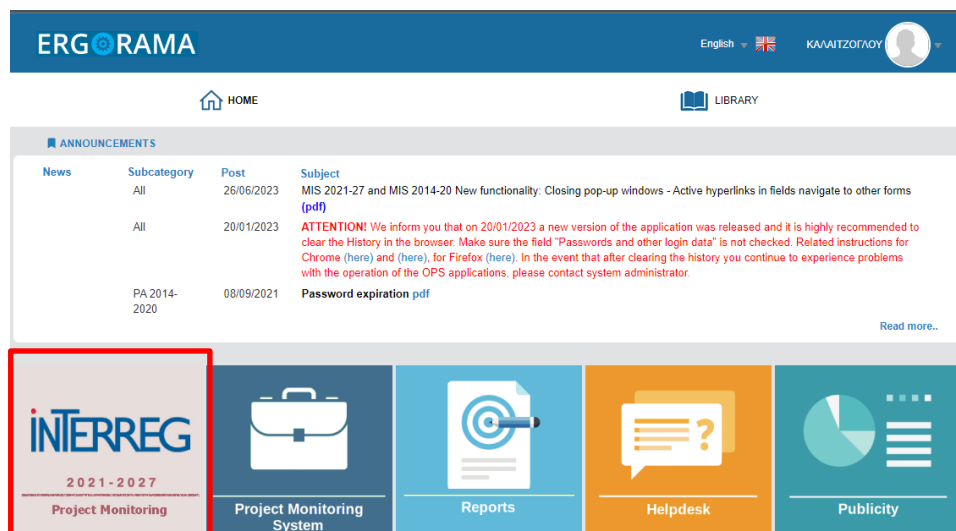 ERGORAMA
English
ΚΑΛΑΙΤΖΟΓΛΟΥ
HOME
LIBRARY
ANNOUNCEMENTS
News Subcategory Post Subject
All 26/06/2023 MIS 2021-27 and MIS 2014-20 New functionality: Closing pop-up windows - Active hyperlinks in fields navigate to other forms
(pdf)
All 20/01/2023 ATTENTION! We inform you that on 20/01/2023 a new version of the application was released and it is highly recommended to
clear the History in the browser. Make sure the field "Passwords and other login data" is not checked. Related instructions for
Chrome (here) and (here), for Firefox (here). In the event that after clearing the history you continue to experience problems
with the operation of the OPS applications, please contact system administrator.
PA 2014-
2020 08/09/2021 Password expiration pdf
Read more..
iNTERREG
2021-2027
Project Monitoring
Project Monitoring
System
Reports
?
Helpdesk
Publicity